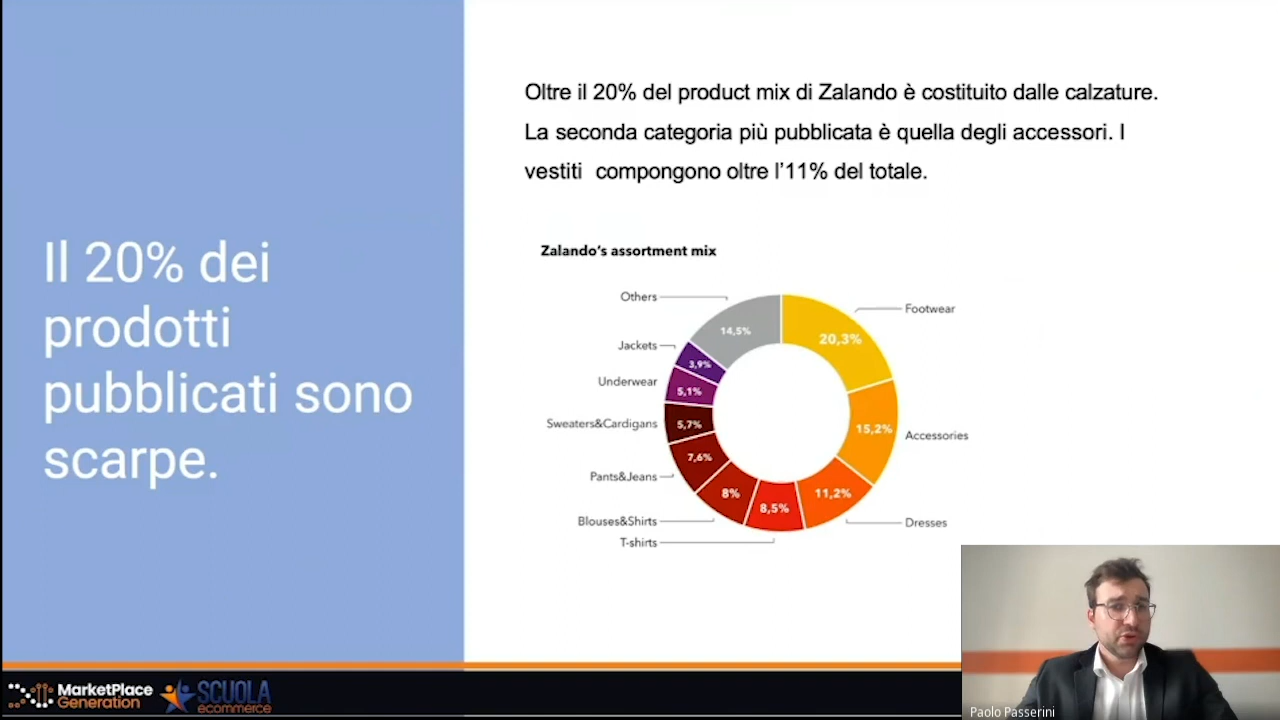 Il 20% dei
prodotti
pubblicati sono
scarpe.
Oltre il 20% del product mix di Zalando è costituito dalle calzature.
La seconda categoria più pubblicata è quella degli accessori. I
vestiti compongono oltre l'11% del totale.
Zalando's assortment mix
Others
14,5%
Footwear
20,3%
Jackets
3,9%
Underwear
5,1%
Sweaters&Cardigans
5,7%
Accessories
15,2%
Pants&Jeans
7,6%
Blouses&Shirts
8%
T-shirts
8,5%
Dresses
11,2%
MarketPlace
Generation
SCUOLA
ecommerce
Paolo Passerini